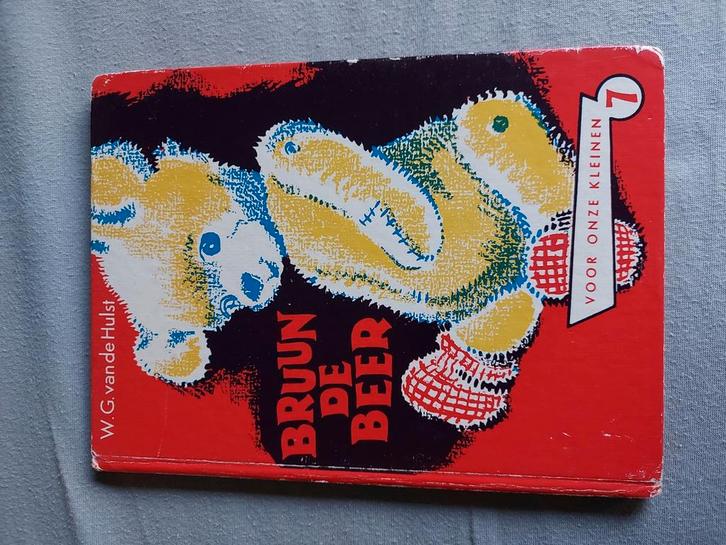 W. G. van de Hulst
BRUUN
DE
BEER
VOOR ONZE KLEINEN
7